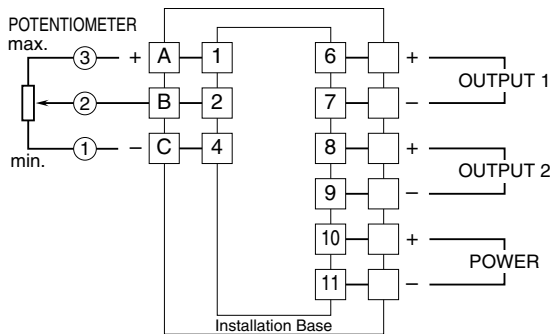 POTENTIOMETER
max.
3 + A 1 6 +
OUTPUT 1
2 B 2 7 −
1 − C 4 8 +
min.
OUTPUT 2
9 −
10 +
POWER
11 −
Installation Base